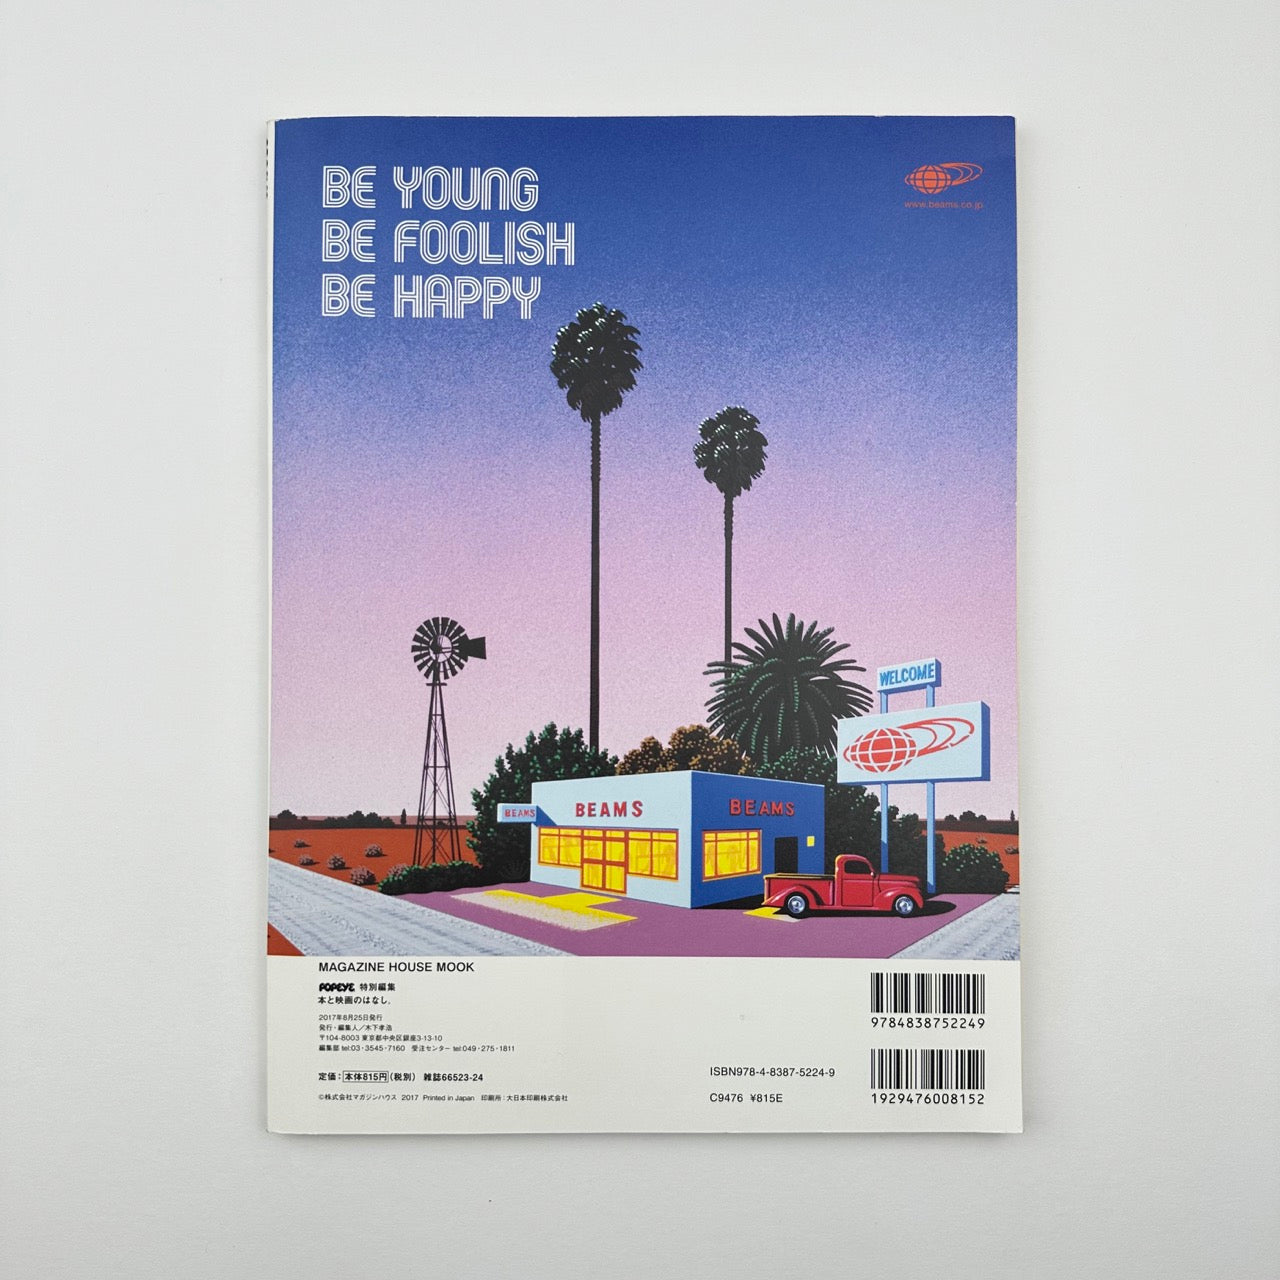 BE YOUNG
BE FOOLISH
BE HAPPY
www.beams.co.jp
WELCOME
BEAMS
BEAMS
BEAMS
MAGAZINE HOUSE MOOK
POPEYE 特別編集
本と映画のはなし。
2017年8月25日発行
発行・編集人／木下孝浩
〒104-8003 東京都中央区銀座3-13-10
編集部 tel:03・3545・7160 受注センター tel:049・275・1811
定価：本体815円（税別） 雑誌66523-24
©株式会社マガジンハウス 2017 Printed in Japan 印刷所：大日本印刷株式会社
ISBN978-4-8387-5224-9
C9476 ¥815E
9784838752249
1929476008152